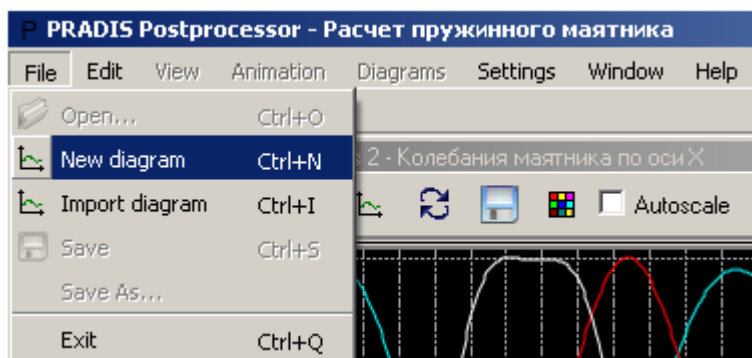 PRADIS Postprocessor - Расчет пружинного маятника
File Edit View Animation Diagrams Settings Window Help
Open... Ctrl+O
New diagram Ctrl+N
2 - Колебания маятника по оси X
Import diagram Ctrl+I
Autoscale
Save Ctrl+S
Save As...
Exit Ctrl+Q